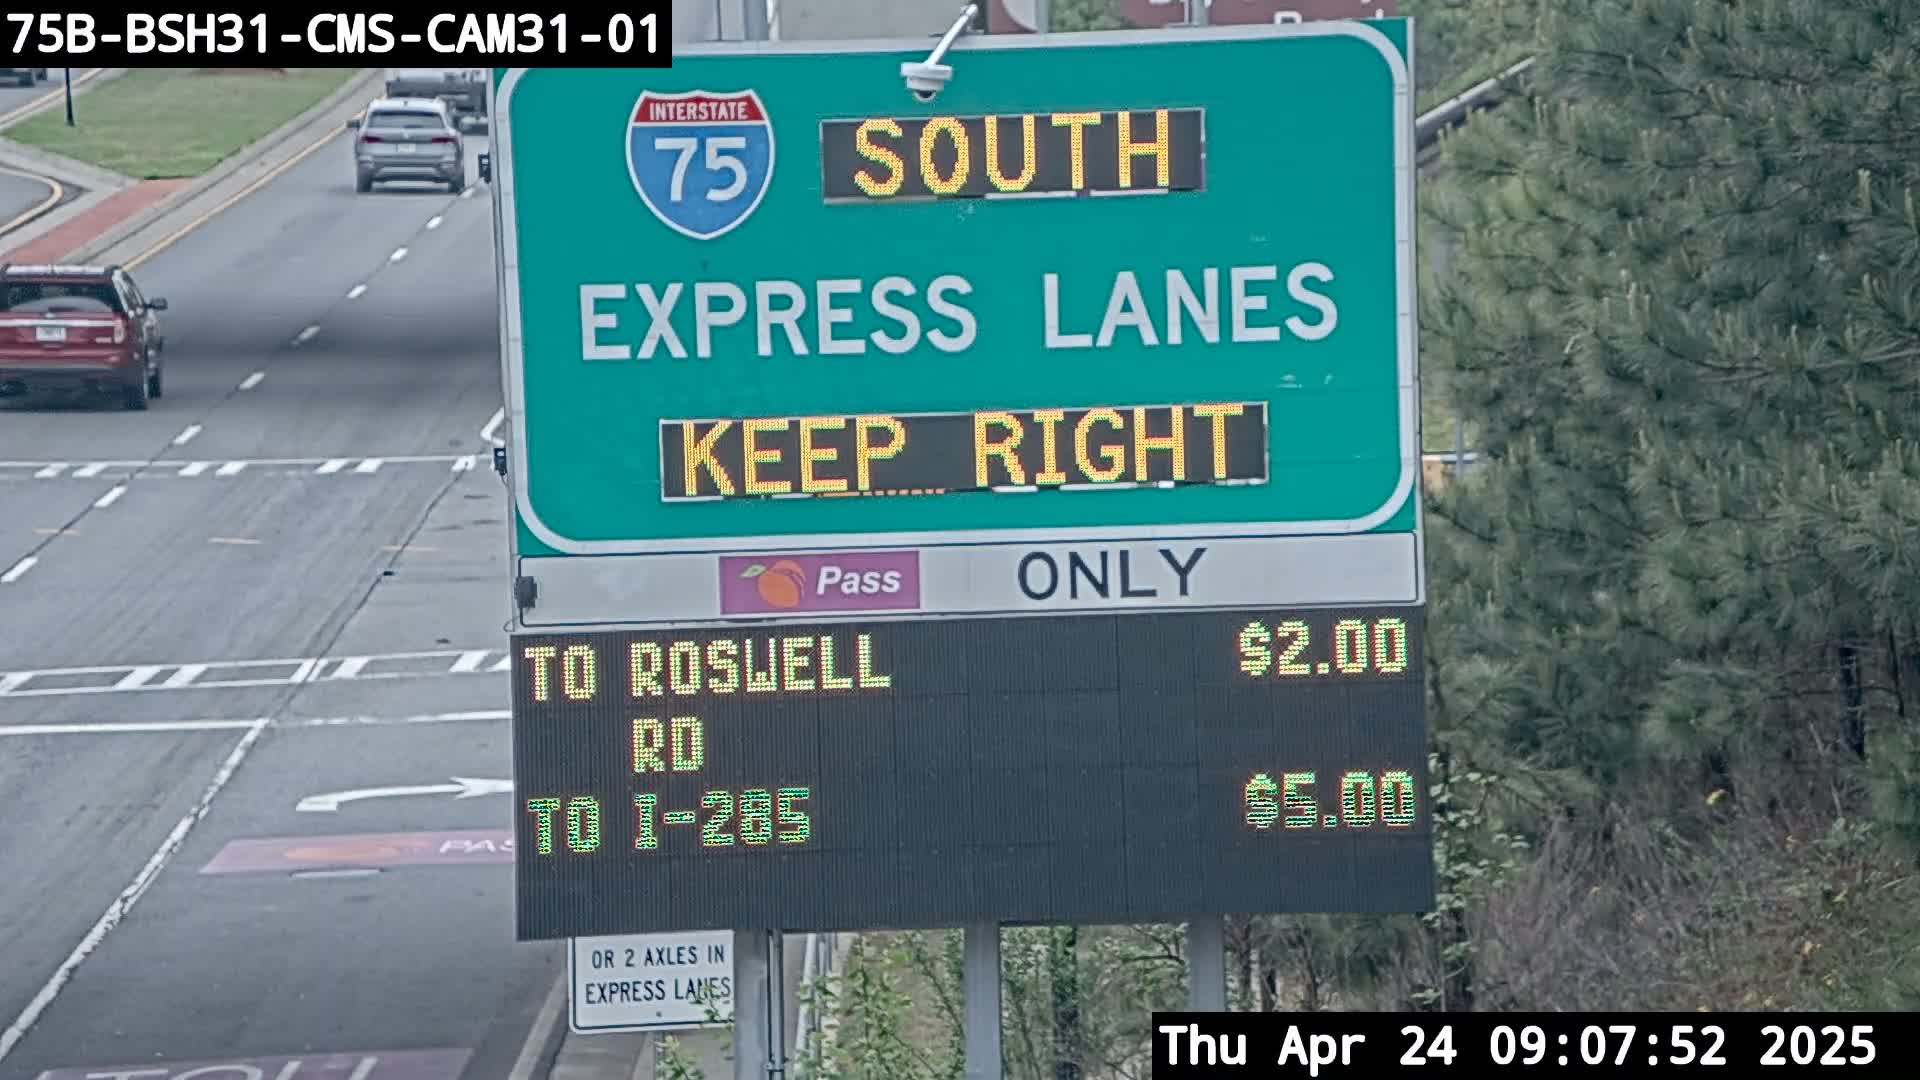 75B-BSH31-CMS-CAM31-01
INTERSTATE
75
SOUTH
EXPRESS LANES
KEEP RIGHT
Pass ONLY
TO ROSWELL $2.00
RD
TO I-285 $5.00
OR 2 AXLES IN
EXPRESS LANES
TOLL
Thu Apr 24 09:07:52 2025